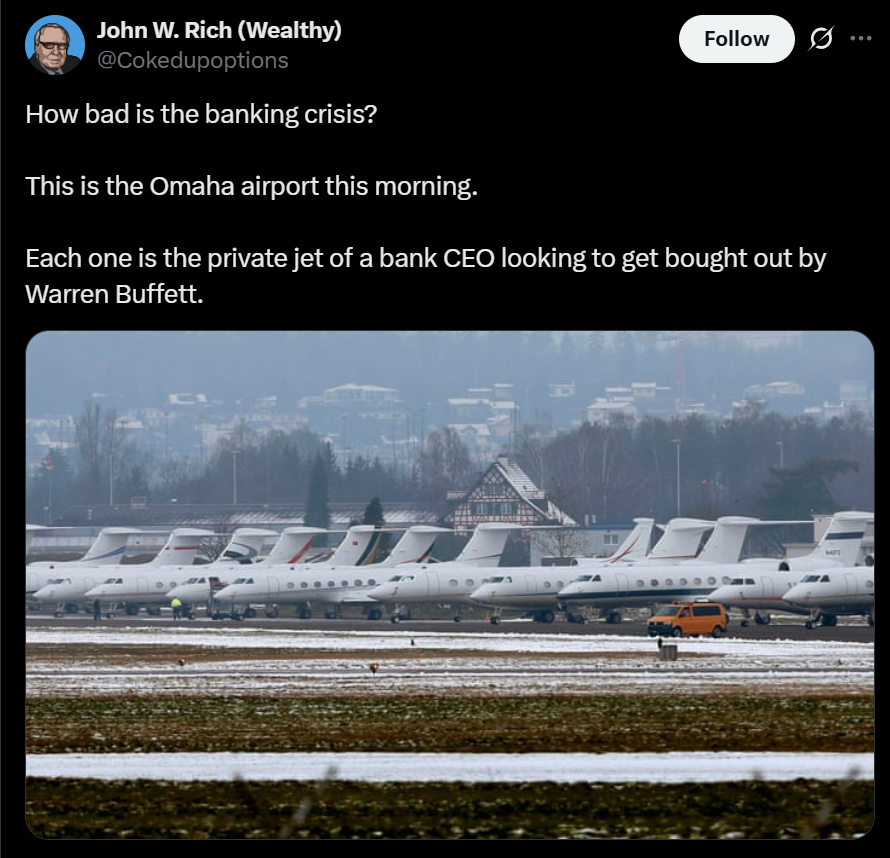 John W. Rich (Wealthy)
@Cokedupoptions
Follow
How bad is the banking crisis?
This is the Omaha airport this morning.
Each one is the private jet of a bank CEO looking to get bought out by
Warren Buffett.